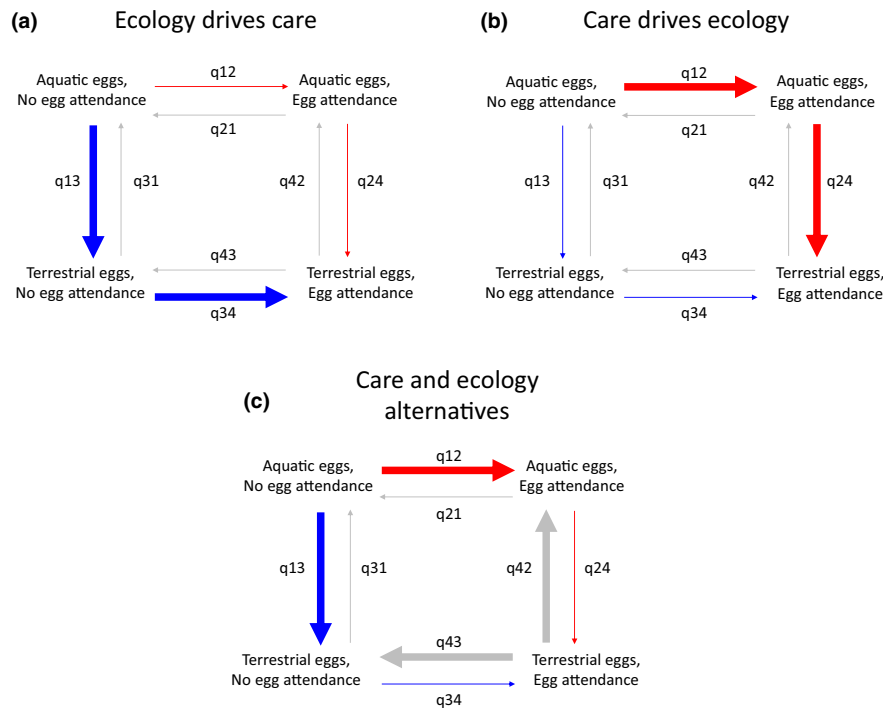 (a)
Ecology drives care
Aquatic eggs,
No egg attendance
q12
Aquatic eggs,
Egg attendance
q21
q13
q31
q42
q24
q43
Terrestrial eggs,
No egg attendance
Terrestrial eggs,
Egg attendance
q34
(b)
Care drives ecology
Aquatic eggs,
No egg attendance
q12
Aquatic eggs,
Egg attendance
q21
q13
q31
q42
q24
q43
Terrestrial eggs,
No egg attendance
Terrestrial eggs,
Egg attendance
q34
(c)
Care and ecology
alternatives
Aquatic eggs,
No egg attendance
q12
Aquatic eggs,
Egg attendance
q21
q13
q31
q42
q24
q43
Terrestrial eggs,
No egg attendance
Terrestrial eggs,
Egg attendance
q34